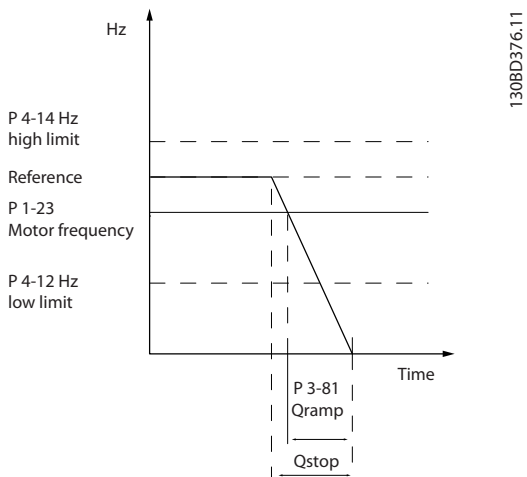 Hz
130BD376.11
P 4-14 Hz
high limit
Reference
P 1-23
Motor frequency
P 4-12 Hz
low limit
Time
P 3-81
Qramp
Qstop